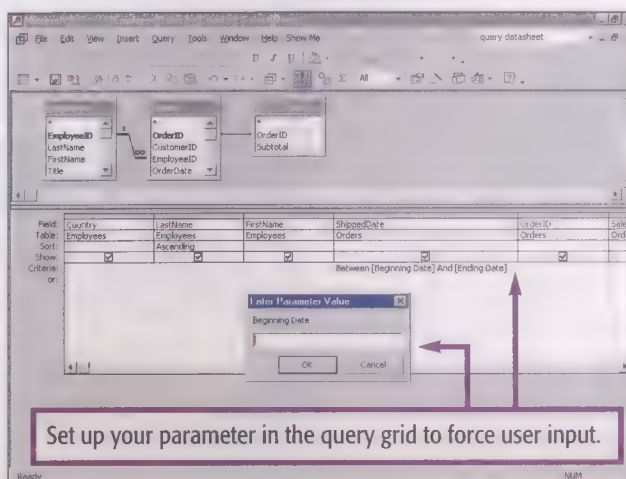 File Edit View Insert Query Tools Window Help Show Me query datasheet
B I U
Σ All
EmployeeID
LastName
FirstName
Title
OrderID
CustomerID
EmployeeID
OrderDate
OrderID
Subtotal
Field: Country LastName FirstName ShippedDate OrderID Sale
Table: Employees Employees Employees Orders Orders Ord
Sort: Ascending
Show:
Criteria: Between [Beginning Date] And [Ending Date]
or:
Enter Parameter Value
Beginning Date
OK Cancel
Set up your parameter in the query grid to force user input.
Ready NUM